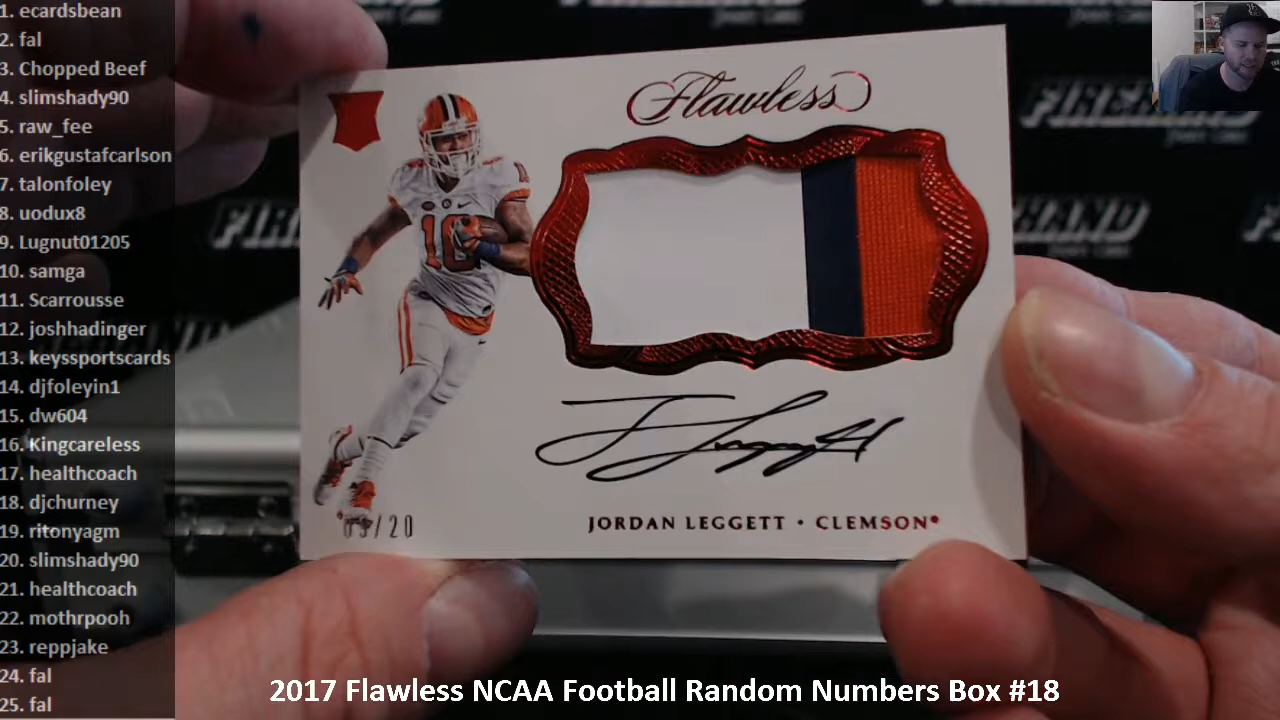 1. ecardsbean
2. fal
3. Chopped Beef
4. slimshady90
5. raw_fee
6. erikgustafcarlson
7. talonfoley
8. uodux8
9. Lugnut01205
10. samga
11. Scarrousse
12. joshhadinger
13. keyssportscards
14. djfoleyin1
15. dw604
16. Kingcareless
17. healthcoach
18. djchurney
19. ritonyagm
20. slimshady90
21. healthcoach
22. mothrpooh
23. reppjake
24. fal
25. fal
Flawless
10
/20
JORDAN LEGGETT • CLEMSON
2017 Flawless NCAA Football Random Numbers Box #18